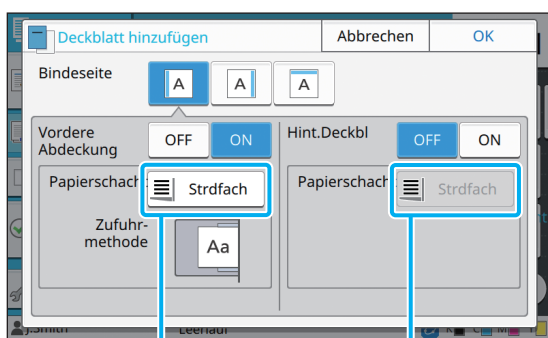 Deckblatt hinzufügen
Abbrechen
OK
Bindeseite
A
A
A
Vordere
Abdeckung
OFF
ON
Hint.Deckbl
OFF
ON
Papierschach :
Strdfach
Papierschach
Strdfach
Zufuhr-
methode
Aa
J.Smith
Leerlauf
K
C
M
Y